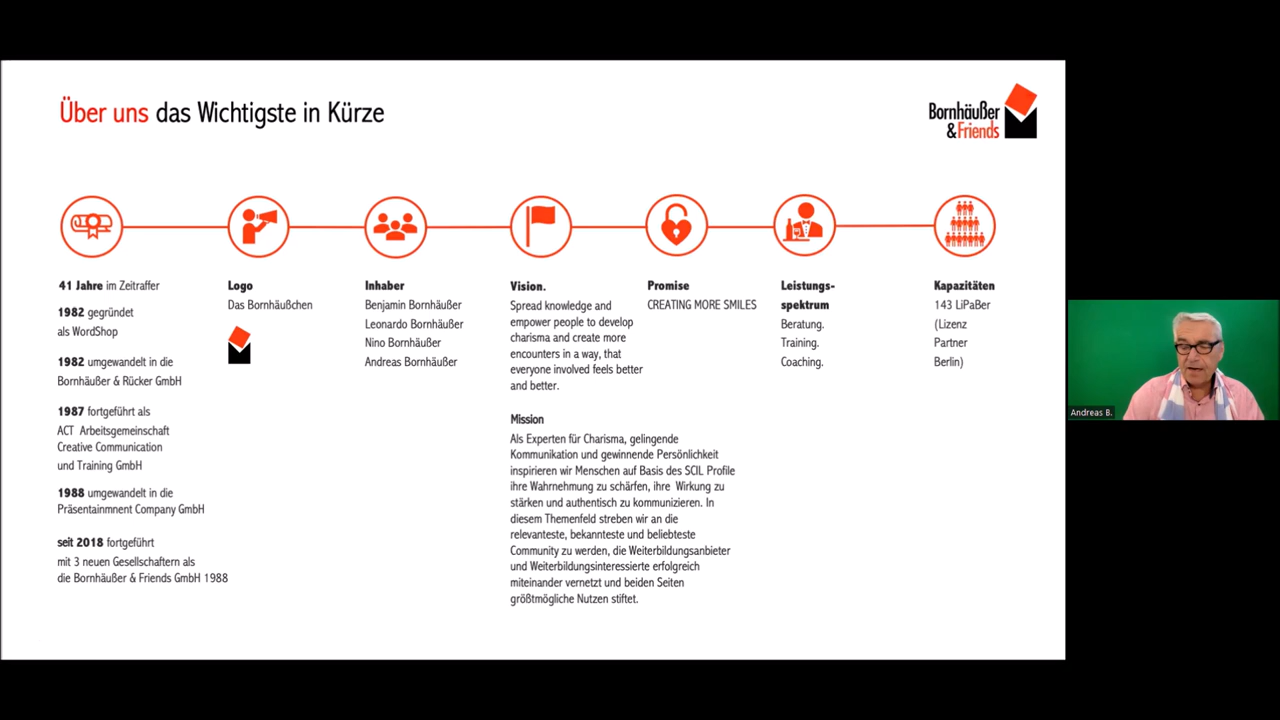 Über uns das Wichtigste in Kürze
Bornhäußer
&Friends
41 Jahre im Zeitraffer
1982 gegründet
als WordShop
1982 umgewandelt in die
Bornhäußer & Rücker GmbH
1987 fortgeführt als
ACT Arbeitsgemeinschaft
Creative Communication
und Training GmbH
1988 umgewandelt in die
Präsentainmnent Company GmbH
seit 2018 fortgeführt
mit 3 neuen Gesellschaftern als
die Bornhäußer & Friends GmbH 1988
Logo
Das Bornhäußchen
Inhaber
Benjamin Bornhäußer
Leonardo Bornhäußer
Nino Bornhäußer
Andreas Bornhäußer
Vision.
Spread knowledge and
empower people to develop
charisma and create more
encounters in a way, that
everyone involved feels better
and better.
Mission
Als Experten für Charisma, gelingende
Kommunikation und gewinnende Persönlichkeit
inspirieren wir Menschen auf Basis des SCIL Profile
ihre Wahrnehmung zu schärfen, ihre Wirkung zu
stärken und authentisch zu kommunizieren. In
diesem Themenfeld streben wir an die
relevanteste, bekannteste und beliebteste
Community zu werden, die Weiterbildungsanbieter
und Weiterbildungsinteressierte erfolgreich
miteinander vernetzt und beiden Seiten
größtmögliche Nutzen stiftet.
Promise
CREATING MORE SMILES
Leistungs-
spektrum
Beratung.
Training.
Coaching.
Kapazitäten
143 LiPaBer
(Lizenz
Partner
Berlin)
Andreas B.